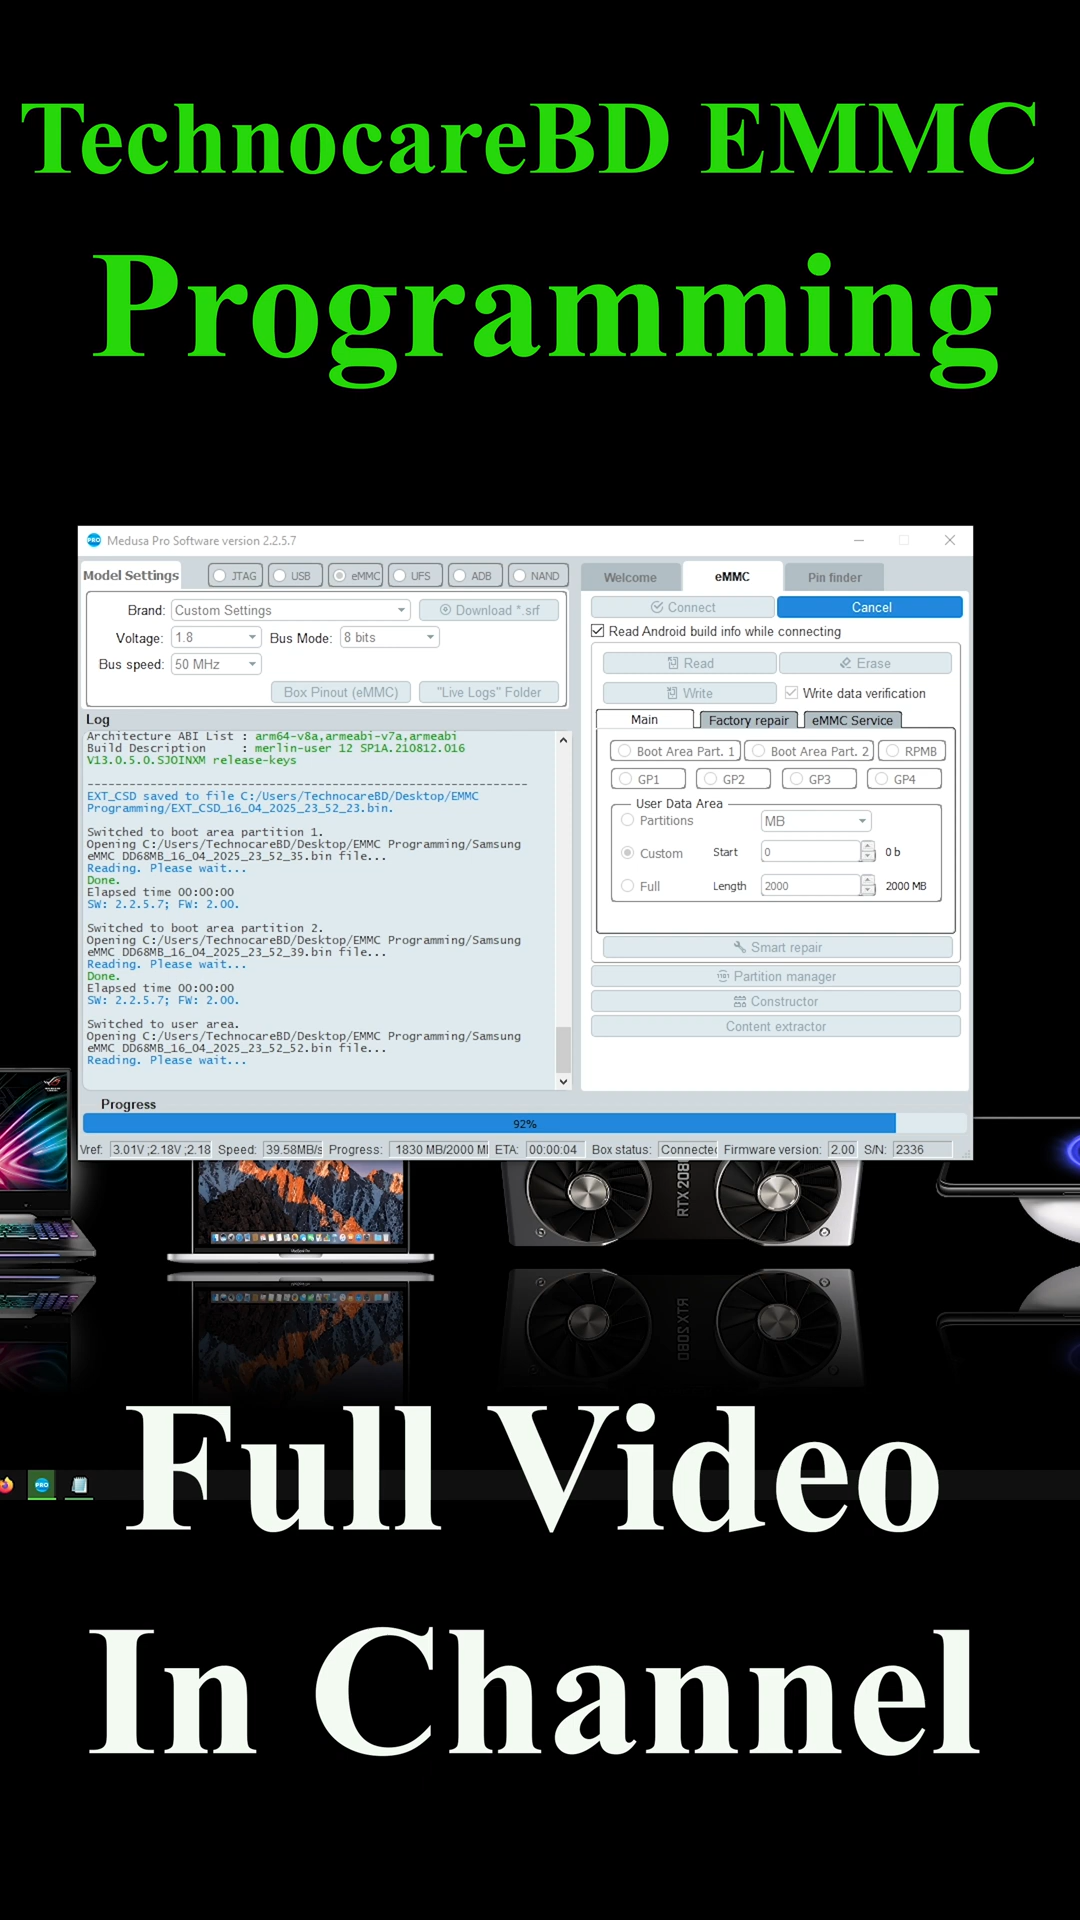 TechnocareBD EMMC
Programming
PRO Medusa Pro Software version 2.2.5.7
Model Settings
JTAG USB eMMC UFS ADB NAND
Brand: Custom Settings Download *.srf
Voltage: 1.8 Bus Mode: 8 bits
Bus speed: 50 MHz
Box Pinout (eMMC) "Live Logs" Folder
Log
Architecture ABI List : arm64-v8a,armeabi-v7a,armeabi
Build Description : merlin-user 12 SP1A.210812.016
V13.0.5.0.SJOINXM release-keys
--------------------------------------------------------
EXT_CSD saved to file C:/Users/TechnocareBD/Desktop/EMMC
Programming/EXT_CSD_16_04_2025_23_52_23.bin.
Switched to boot area partition 1.
Opening C:/Users/TechnocareBD/Desktop/EMMC Programming/Samsung
eMMC DD68MB_16_04_2025_23_52_35.bin file...
Reading. Please wait...
Done.
Elapsed time 00:00:00
SW: 2.2.5.7; FW: 2.00.
Switched to boot area partition 2.
Opening C:/Users/TechnocareBD/Desktop/EMMC Programming/Samsung
eMMC DD68MB_16_04_2025_23_52_39.bin file...
Reading. Please wait...
Done.
Elapsed time 00:00:00
SW: 2.2.5.7; FW: 2.00.
Switched to user area.
Opening C:/Users/TechnocareBD/Desktop/EMMC Programming/Samsung
eMMC DD68MB_16_04_2025_23_52_52.bin file...
Reading. Please wait...
Welcome eMMC Pin finder
Connect Cancel
Read Android build info while connecting
Read Erase
Write Write data verification
Main Factory repair eMMC Service
Boot Area Part. 1 Boot Area Part. 2 RPMB
GP1 GP2 GP3 GP4
User Data Area
Partitions MB
Custom Start 0 0 b
Full Length 2000 2000 MB
Smart repair
Partition manager
Constructor
Content extractor
Progress
92%
Vref: 3.01V ;2.18V ;2.18 Speed: 39.58MB/s Progress: 1830 MB/2000 M ETA: 00:00:04 Box status: Connected Firmware version: 2.00 S/N: 2336
RTX 2080
RTX 2080
PRO
Full Video
In Channel